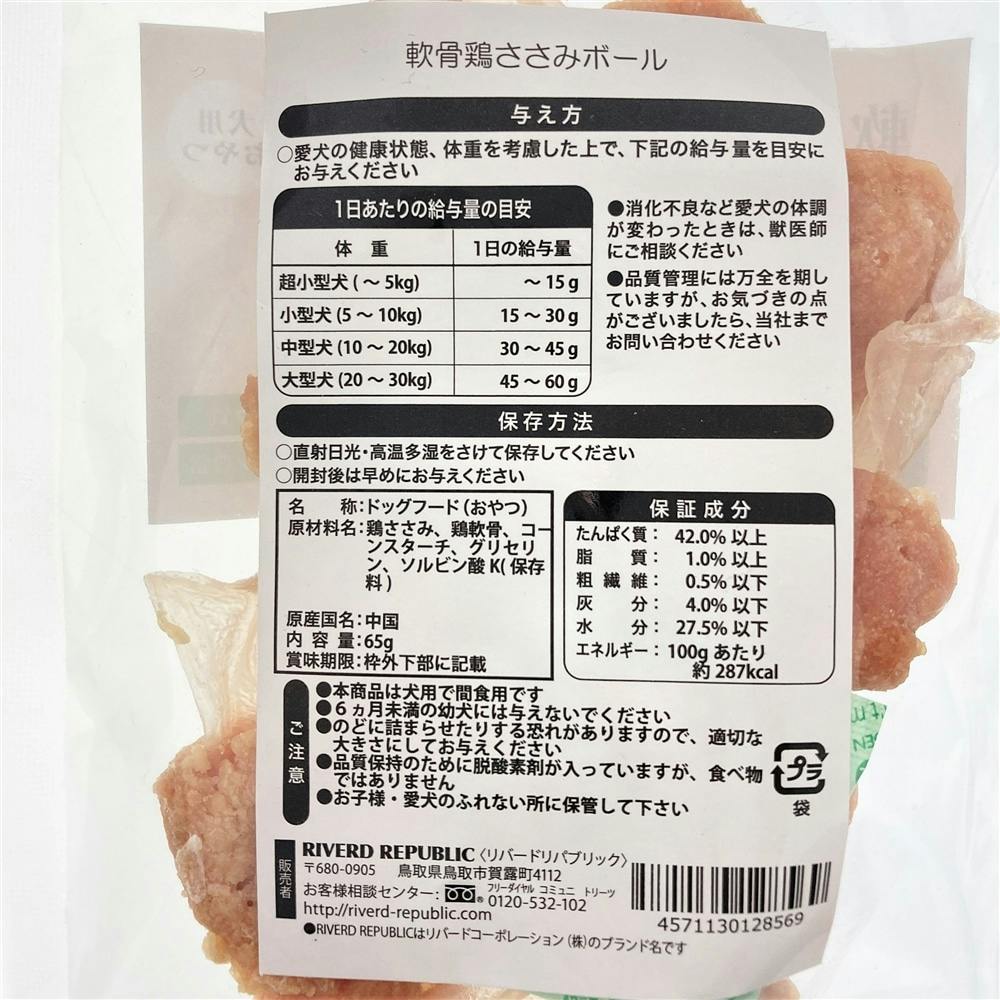 軟骨鶏ささみボール
与え方
○愛犬の健康状態、体重を考慮した上で、下記の給与量を目安に
お与えください
1日あたりの給与量の目安
体 重 1日の給与量
超小型犬 (～ 5kg) ～ 15 g
小型犬 (5 ～ 10kg) 15 ～ 30 g
中型犬 (10 ～ 20kg) 30 ～ 45 g
大型犬 (20 ～ 30kg) 45 ～ 60 g
●消化不良など愛犬の体調
が変わったときは、獣医師
にご相談ください
●品質管理には万全を期し
ていますが、お気づきの点
がございましたら、当社まで
お問い合わせください
保存方法
○直射日光・高温多湿をさけて保存してください
○開封後は早めにお与えください
名 称：ドッグフード（おやつ）
原材料名：鶏ささみ、鶏軟骨、コー
ンスターチ、グリセリ
ン、ソルビン酸 K( 保存
料 )
原産国名：中国
内 容 量：65g
賞味期限：枠外下部に記載
保証成分
たんぱく質： 42.0% 以上
脂 質： 1.0% 以上
粗 繊 維： 0.5% 以下
灰 分： 4.0% 以下
水 分： 27.5% 以下
エネルギー： 100g あたり
約 287kcal
ご注意
●本商品は犬用で間食用です
●6ヵ月未満の幼犬には与えないでください
●のどに詰まらせたりする恐れがありますので、適切な
大きさにしてお与えください
●品質保持のために脱酸素剤が入っていますが、食べ物
ではありません
●お子様・愛犬のふれない所に保管して下さい
プラ
袋
販売者
RIVERD REPUBLIC〈リバードリパブリック〉
〒680-0905 鳥取県鳥取市賀露町4112
フリーダイヤル コミュニ トリーツ
お客様相談センター： 0120-532-102
http://riverd-republic.com
●RIVERD REPUBLICはリバードコーポレーション（株）のブランド名です
4571130128569
犬用
おやつ
軟